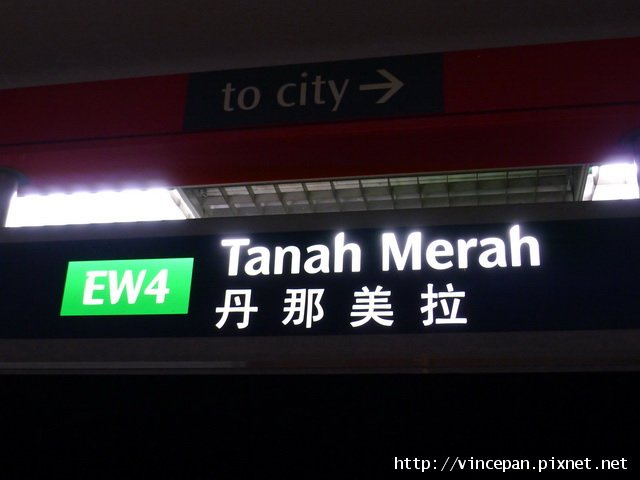 to city →
EW4
Tanah Merah
丹那美拉
http://vincepan.pixnet.net